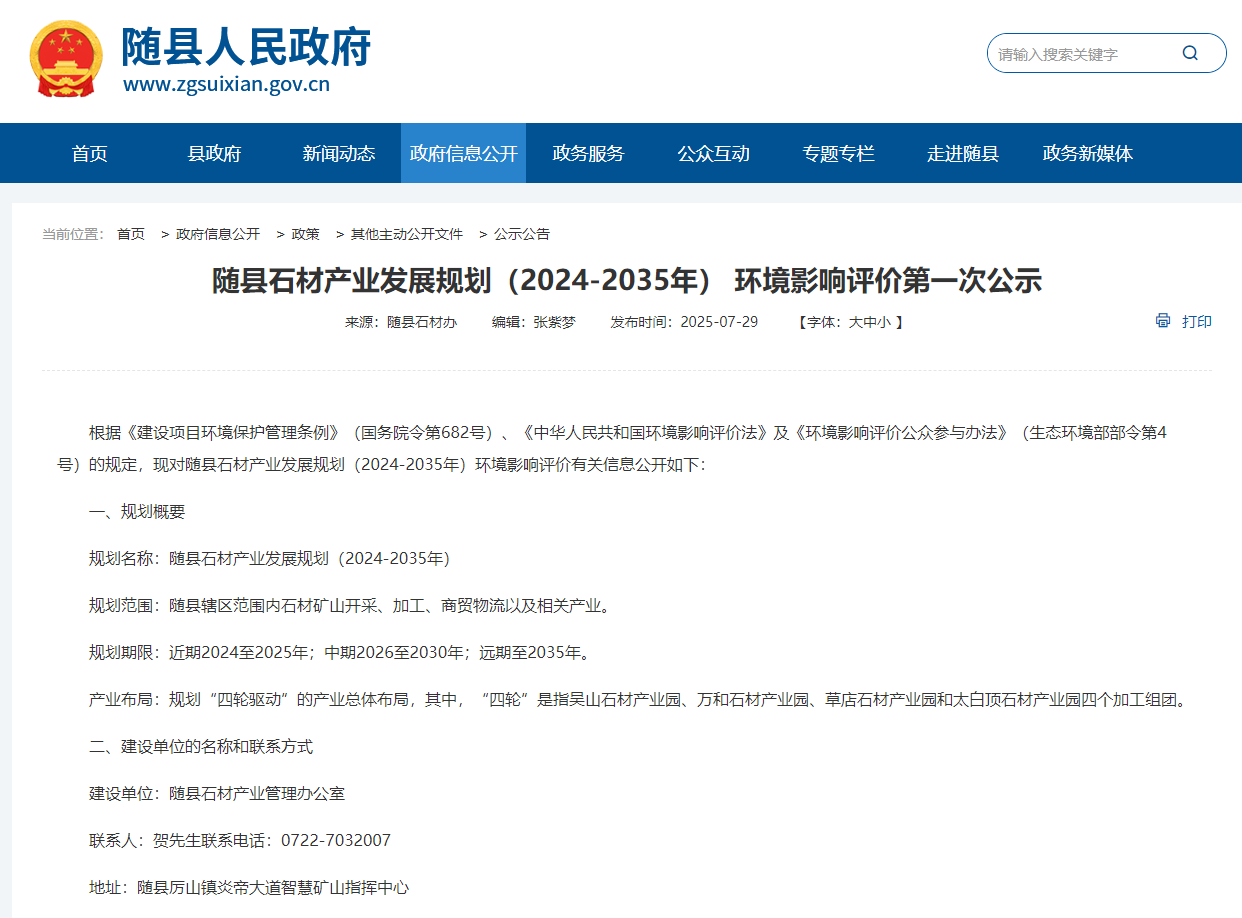 随县人民政府
www.zgsuixian.gov.cn
请输入搜索关键字
首页 县政府 新闻动态 政府信息公开 政务服务 公众互动 专题专栏 走进随县 政务新媒体
当前位置： 首页 > 政府信息公开 > 政策 > 其他主动公开文件 > 公示公告
随县石材产业发展规划（2024-2035年） 环境影响评价第一次公示
来源：随县石材办 编辑：张紫梦 发布时间：2025-07-29 【字体：大中小 】 打印
根据《建设项目环境保护管理条例》（国务院令第682号）、《中华人民共和国环境影响评价法》及《环境影响评价公众参与办法》（生态环境部部令第4
号）的规定，现对随县石材产业发展规划（2024-2035年）环境影响评价有关信息公开如下：
一、规划概要
规划名称：随县石材产业发展规划（2024-2035年）
规划范围：随县辖区范围内石材矿山开采、加工、商贸物流以及相关产业。
规划期限：近期2024至2025年；中期2026至2030年；远期至2035年。
产业布局：规划“四轮驱动”的产业总体布局，其中，“四轮”是指吴山石材产业园、万和石材产业园、草店石材产业园和太白顶石材产业园四个加工组团。
二、建设单位的名称和联系方式
建设单位：随县石材产业管理办公室
联系人：贺先生联系电话：0722-7032007
地址：随县厉山镇炎帝大道智慧矿山指挥中心